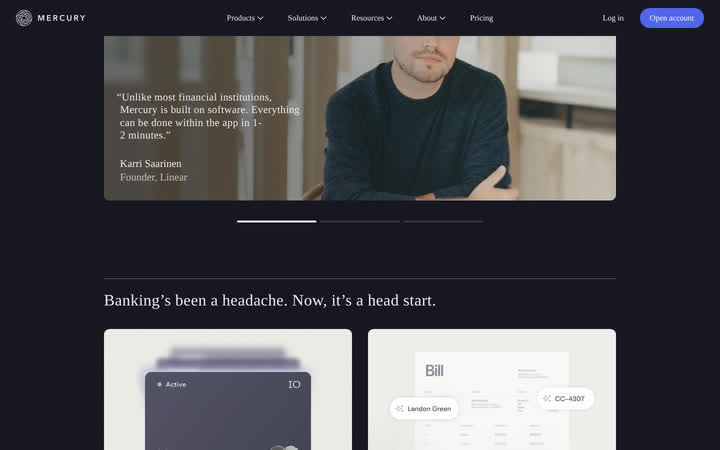 MERCURY
Products
Solutions
Resources
About
Pricing
Log in
Open account
“Unlike most financial institutions,
Mercury is built on software. Everything
can be done within the app in 1-
2 minutes.”
Karri Saarinen
Founder, Linear
Banking’s been a headache. Now, it’s a head start.
Active
IO
Bill
Landon Green
CC-4307